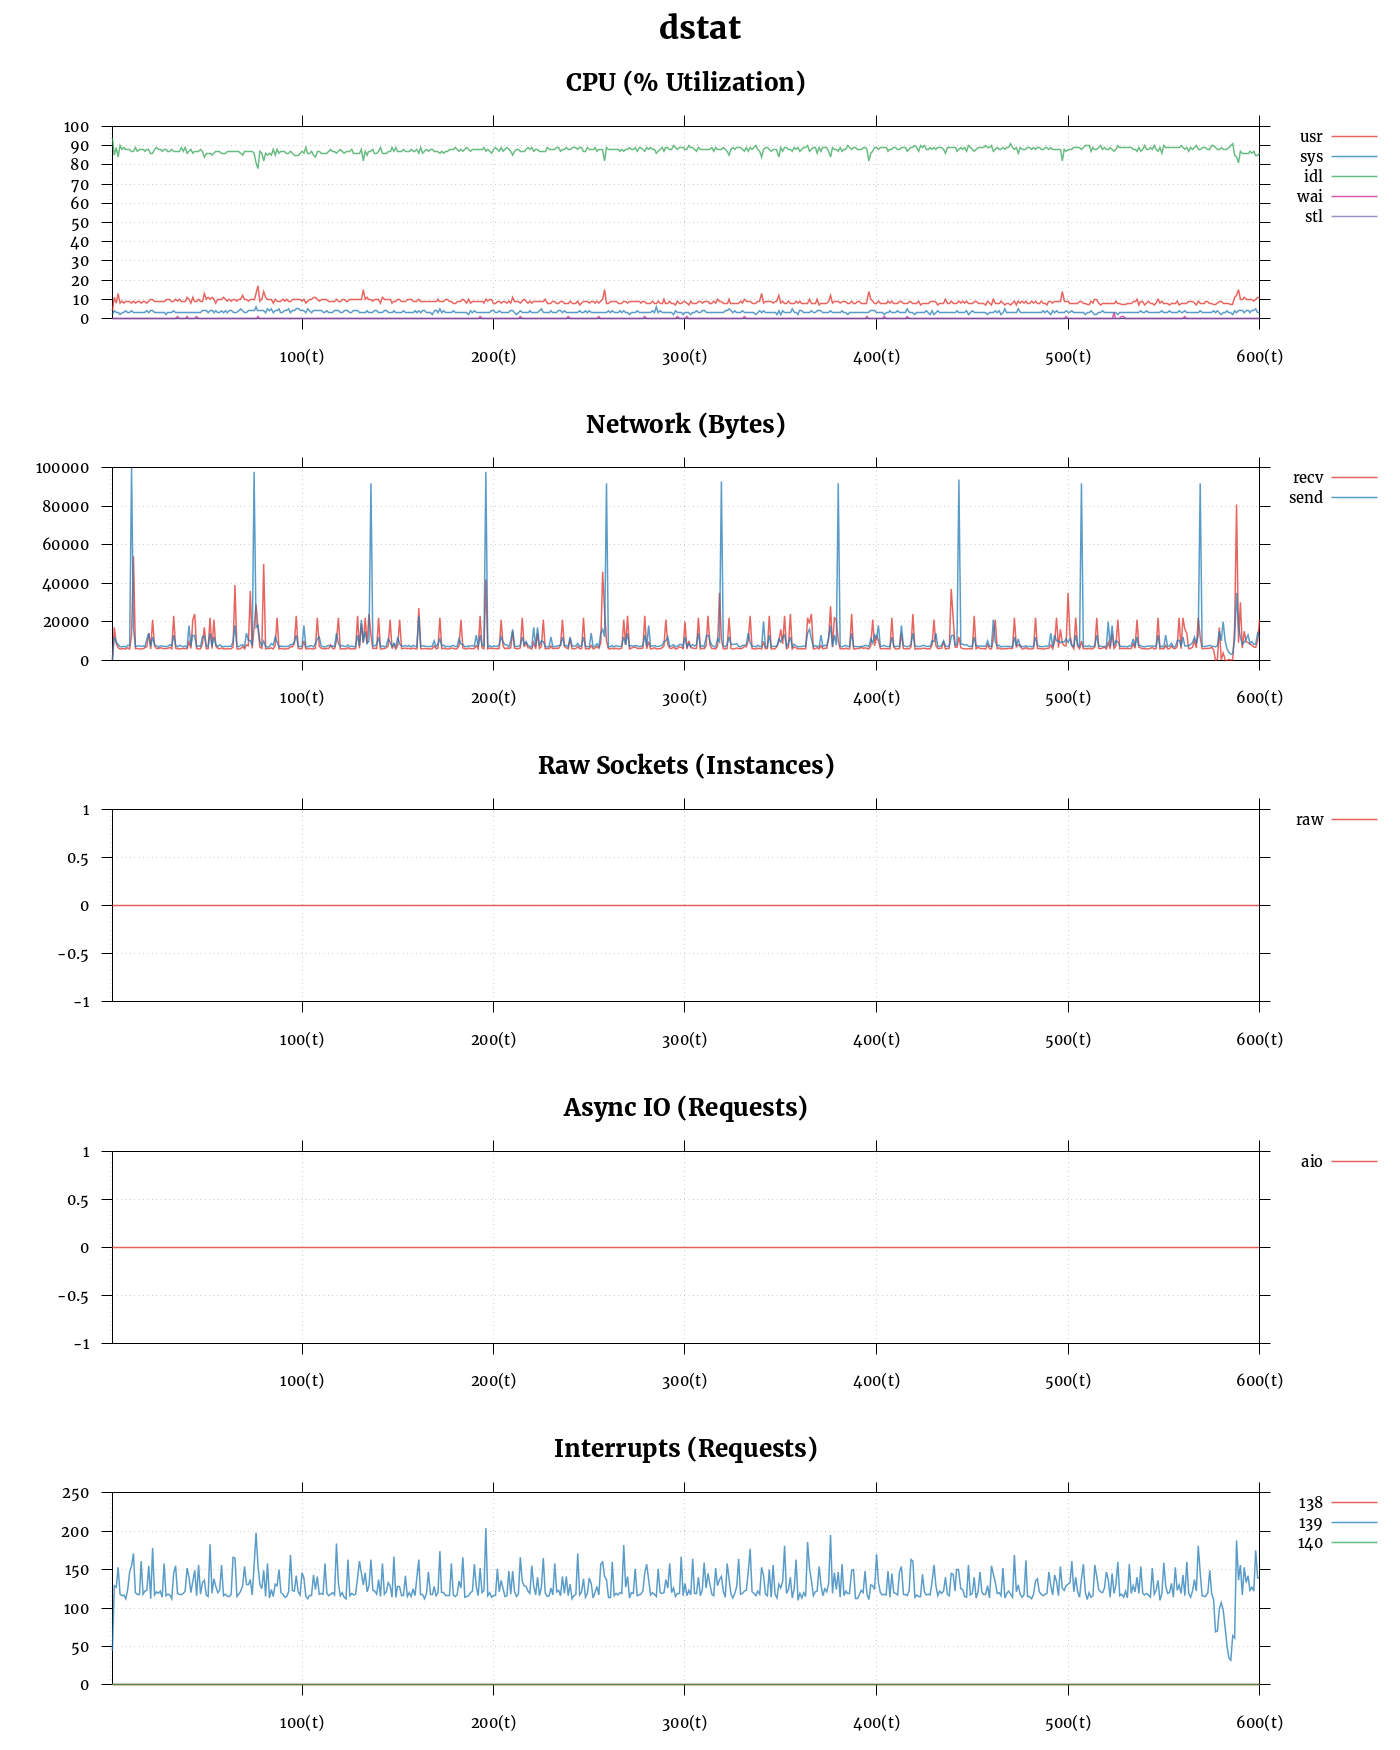 dstat
CPU (% Utilization)
100
90
80
70
60
50
40
30
20
10
0
100(t) 200(t) 300(t) 400(t) 500(t) 600(t)
usr
sys
idl
wai
stl
Network (Bytes)
100000
80000
60000
40000
20000
0
100(t) 200(t) 300(t) 400(t) 500(t) 600(t)
recv
send
Raw Sockets (Instances)
1
0.5
0
-0.5
-1
100(t) 200(t) 300(t) 400(t) 500(t) 600(t)
raw
Async IO (Requests)
1
0.5
0
-0.5
-1
100(t) 200(t) 300(t) 400(t) 500(t) 600(t)
aio
Interrupts (Requests)
250
200
150
100
50
0
100(t) 200(t) 300(t) 400(t) 500(t) 600(t)
138
139
140